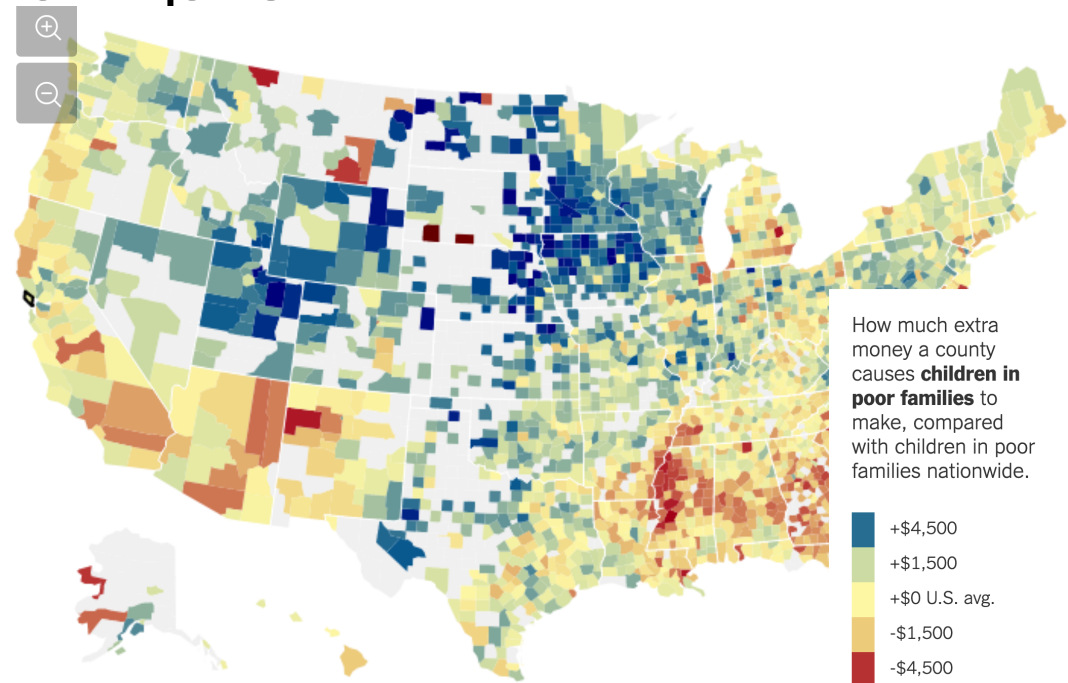 How much extra
money a county
causes children in
poor families to
make, compared
with children in poor
families nationwide.
+$4,500
+$1,500
+$0 U.S. avg.
-$1,500
-$4,500